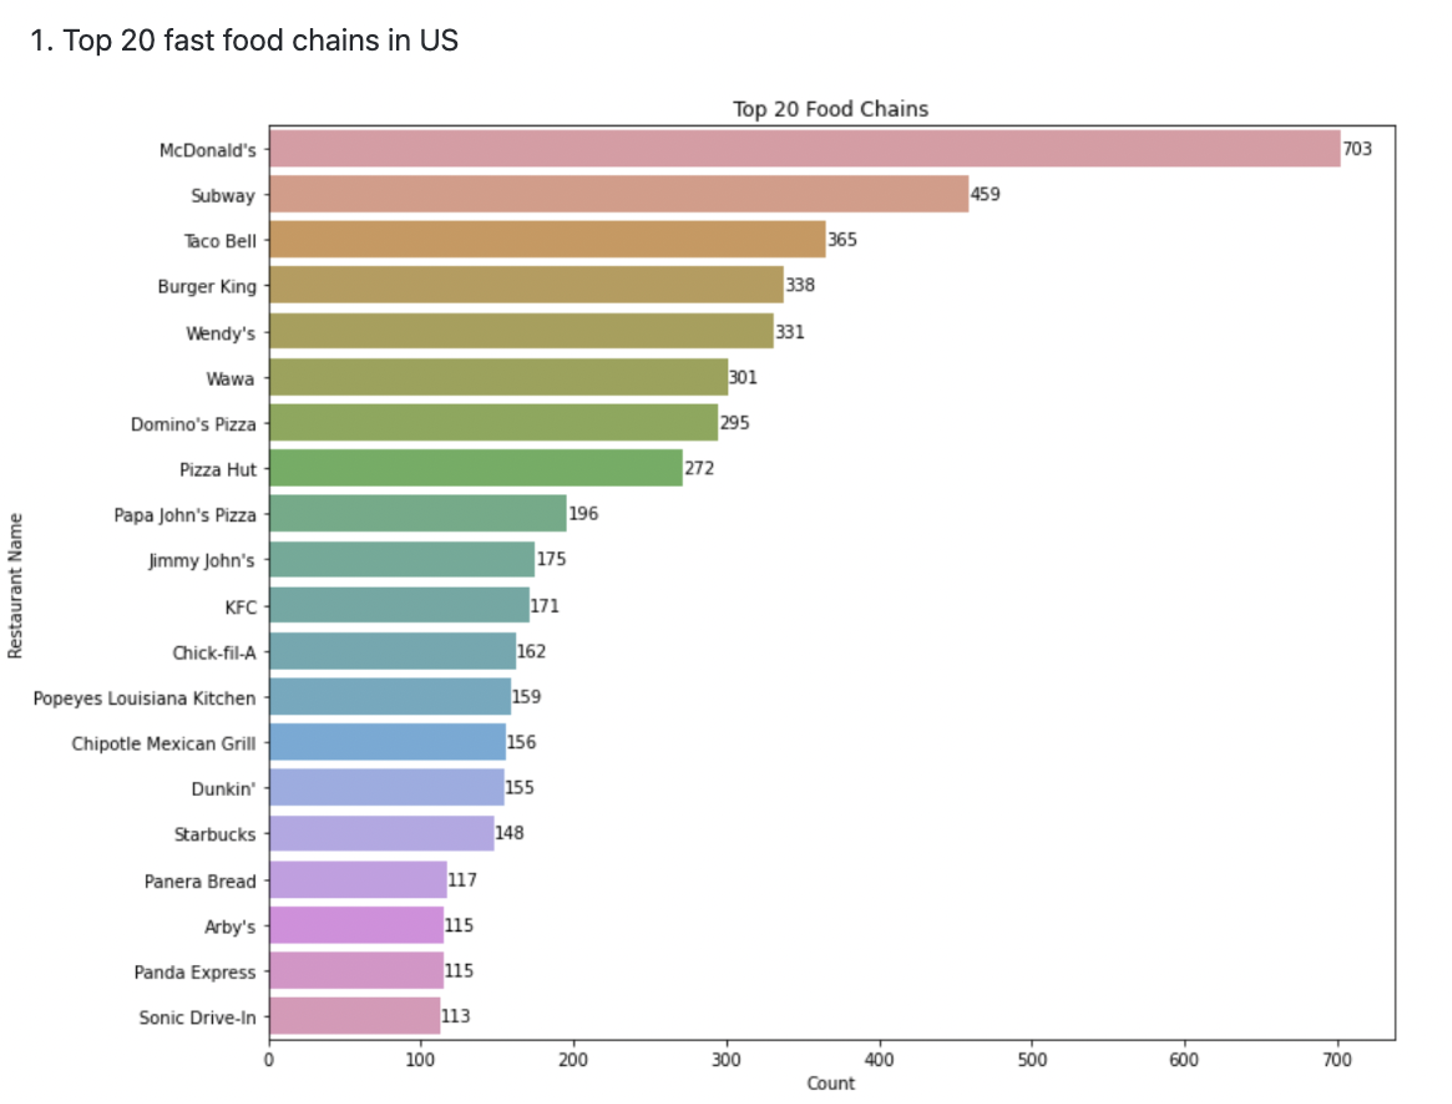 1. Top 20 fast food chains in US
Top 20 Food Chains
McDonald's 703
Subway 459
Taco Bell 365
Burger King 338
Wendy's 331
Wawa 301
Domino's Pizza 295
Pizza Hut 272
Papa John's Pizza 196
Jimmy John's 175
KFC 171
Chick-fil-A 162
Popeyes Louisiana Kitchen 159
Chipotle Mexican Grill 156
Dunkin' 155
Starbucks 148
Panera Bread 117
Arby's 115
Panda Express 115
Sonic Drive-In 113
Restaurant Name
0 100 200 300 400 500 600 700
Count